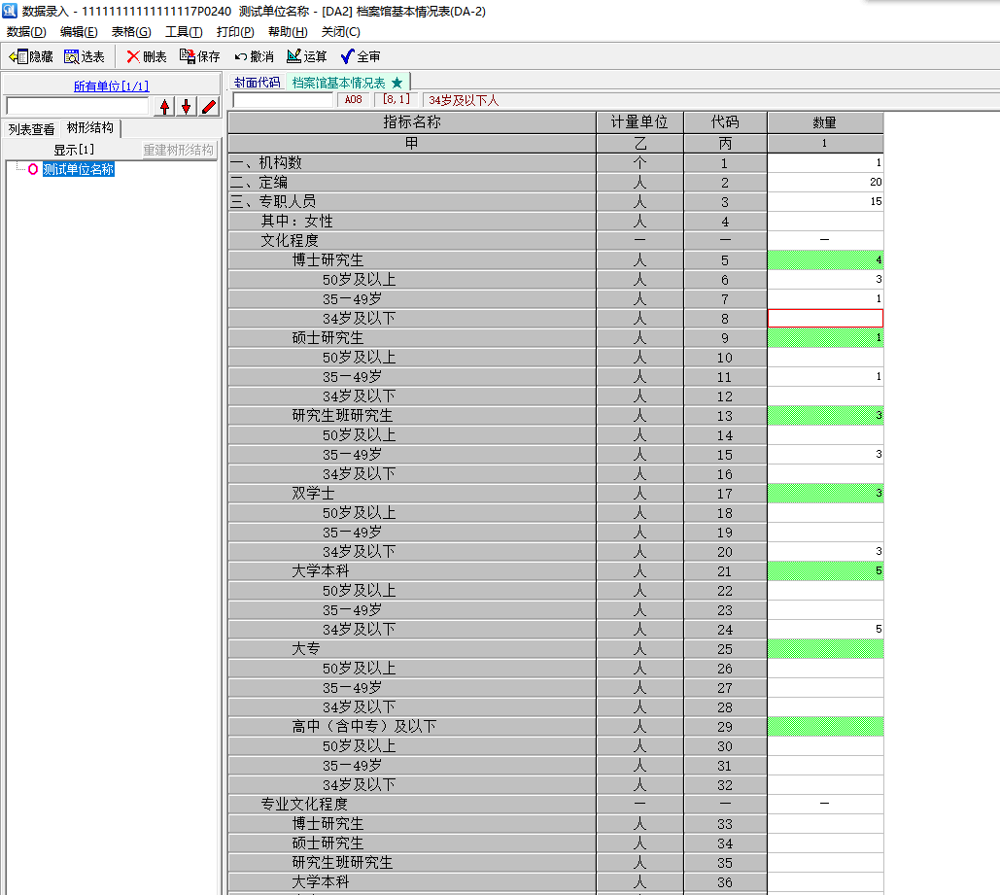 数据录入 - 11111111111111117P0240  测试单位名称 - [DA2] 档案馆基本情况表(DA-2)
数据(D) 编辑(E) 表格(G) 工具(T) 打印(P) 帮助(H) 关闭(C)
隐藏 选表 删表 保存 撤消 运算 全审
所有单位[1/1]
封面代码 档案馆基本情况表 ★
A08 [8,1] 34岁及以下人
列表查看 树形结构
显示[1] 重建树形结构
测试单位名称
指标名称 计量单位 代码 数量
甲 乙 丙 1
一、机构数 个 1 1
二、定编 人 2 20
三、专职人员 人 3 15
其中：女性 人 4
文化程度 － － －
博士研究生 人 5 4
50岁及以上 人 6 3
35－49岁 人 7 1
34岁及以下 人 8
硕士研究生 人 9 1
50岁及以上 人 10
35－49岁 人 11 1
34岁及以下 人 12
研究生班研究生 人 13 3
50岁及以上 人 14
35－49岁 人 15 3
34岁及以下 人 16
双学士 人 17 3
50岁及以上 人 18
35－49岁 人 19
34岁及以下 人 20 3
大学本科 人 21 5
50岁及以上 人 22
35－49岁 人 23
34岁及以下 人 24 5
大专 人 25
50岁及以上 人 26
35－49岁 人 27
34岁及以下 人 28
高中（含中专）及以下 人 29
50岁及以上 人 30
35－49岁 人 31
34岁及以下 人 32
专业文化程度 － － －
博士研究生 人 33
硕士研究生 人 34
研究生班研究生 人 35
大学本科 人 36